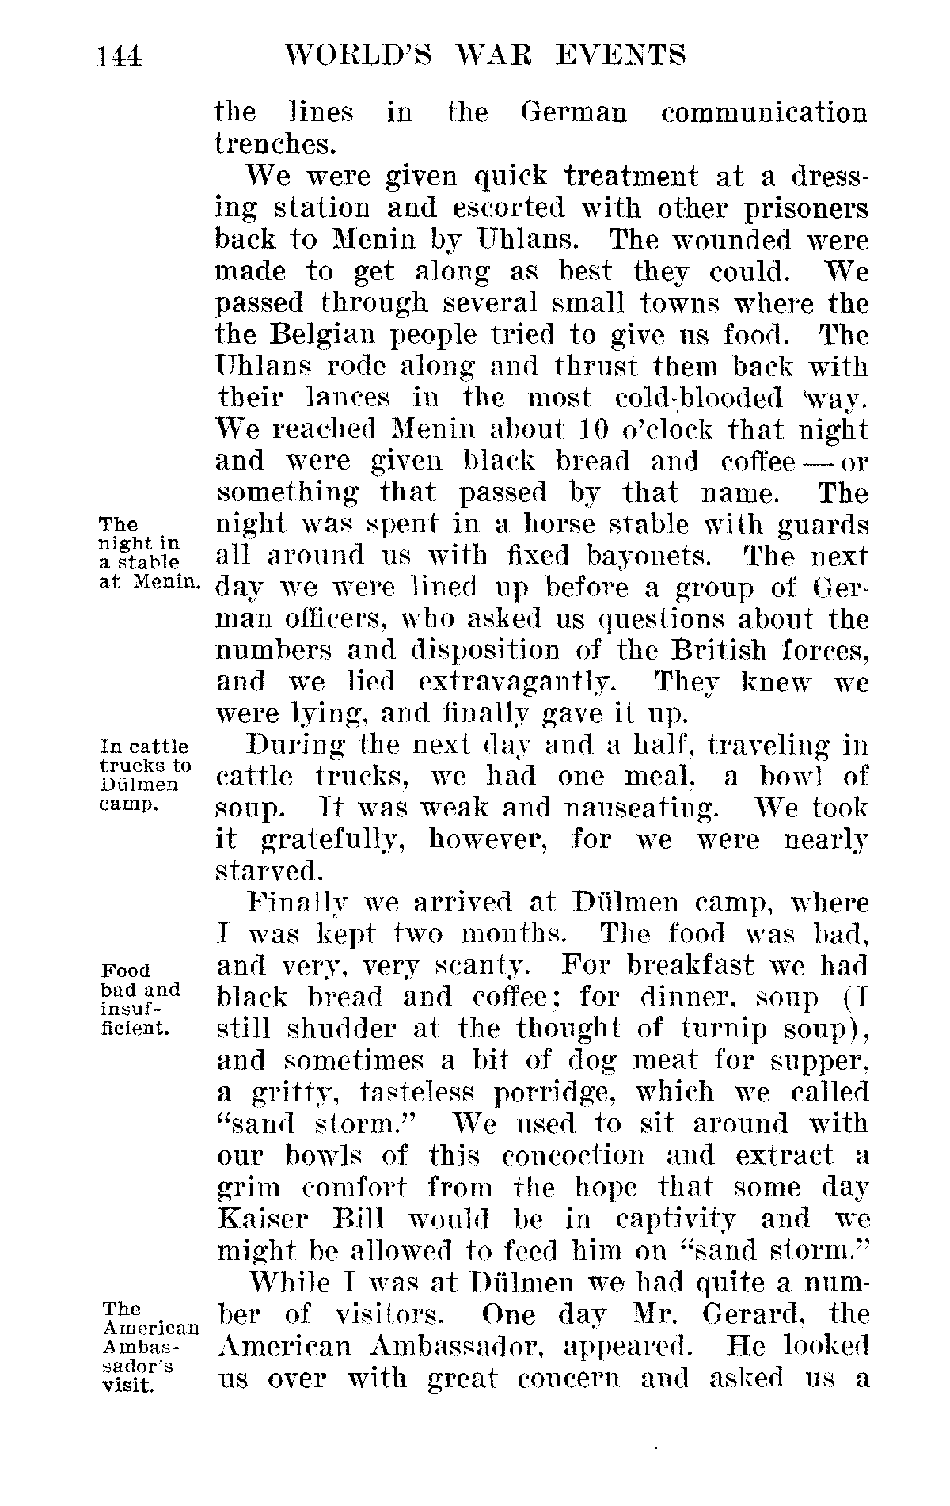 144 WORLD'S WAR EVENTS
the lines in the German communication
trenches.
We were given quick treatment at a dress-
ing station and escorted with other prisoners
back to Menin by Uhlans. The wounded were
made to get along as best they could. We
passed through several small towns where the
the Belgian people tried to give us food. The
Uhlans rode along and thrust them back with
their lances in the most cold-blooded way.
We reached Menin about 10 o'clock that night
and were given black bread and coffee — or
something that passed by that name. The
The
night in
a stable
at Menin.
night was spent in a horse stable with guards
all around us with fixed bayonets. The next
day we were lined up before a group of Ger-
man officers, who asked us questions about the
numbers and disposition of the British forces,
and we lied extravagantly. They knew we
were lying, and finally gave it up.
In cattle
trucks to
Dülmen
camp.
During the next day and a half, traveling in
cattle trucks, we had one meal, a bowl of
soup. It was weak and nauseating. We took
it gratefully, however, for we were nearly
starved.
Finally we arrived at Dülmen camp, where
I was kept two months. The food was bad,
Food
bad and
insuf-
ficient.
and very, very scanty. For breakfast we had
black bread and coffee; for dinner, soup (I
still shudder at the thought of turnip soup),
and sometimes a bit of dog meat for supper,
a gritty, tasteless porridge, which we called
"sand storm." We used to sit around with
our bowls of this concoction and extract a
grim comfort from the hope that some day
Kaiser Bill would be in captivity and we
might be allowed to feed him on "sand storm."
While I was at Dülmen we had quite a num-
The
American
Ambas-
sador's
visit.
ber of visitors. One day Mr. Gerard, the
American Ambassador, appeared. He looked
us over with great concern and asked us a